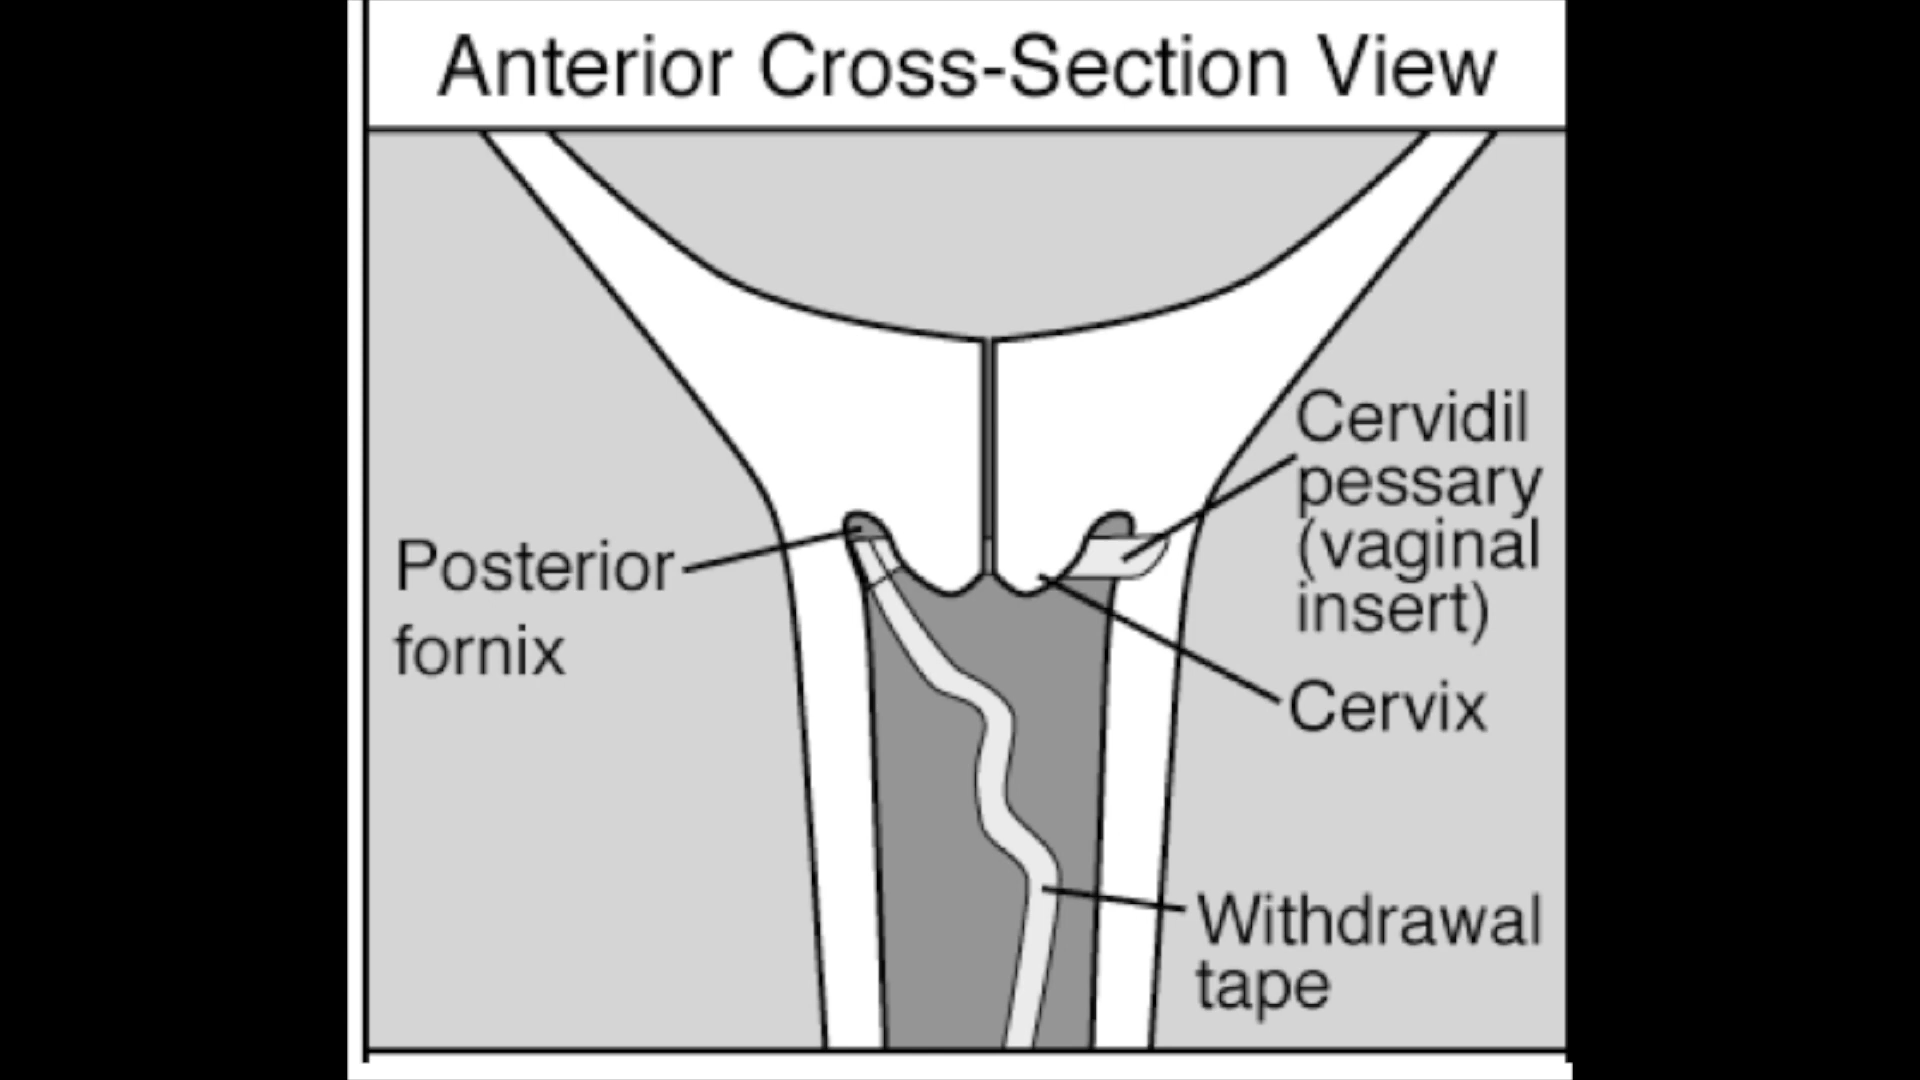 Anterior Cross-Section View
Posterior
fornix
Cervidil
pessary
(vaginal
insert)
Cervix
Withdrawal
tape